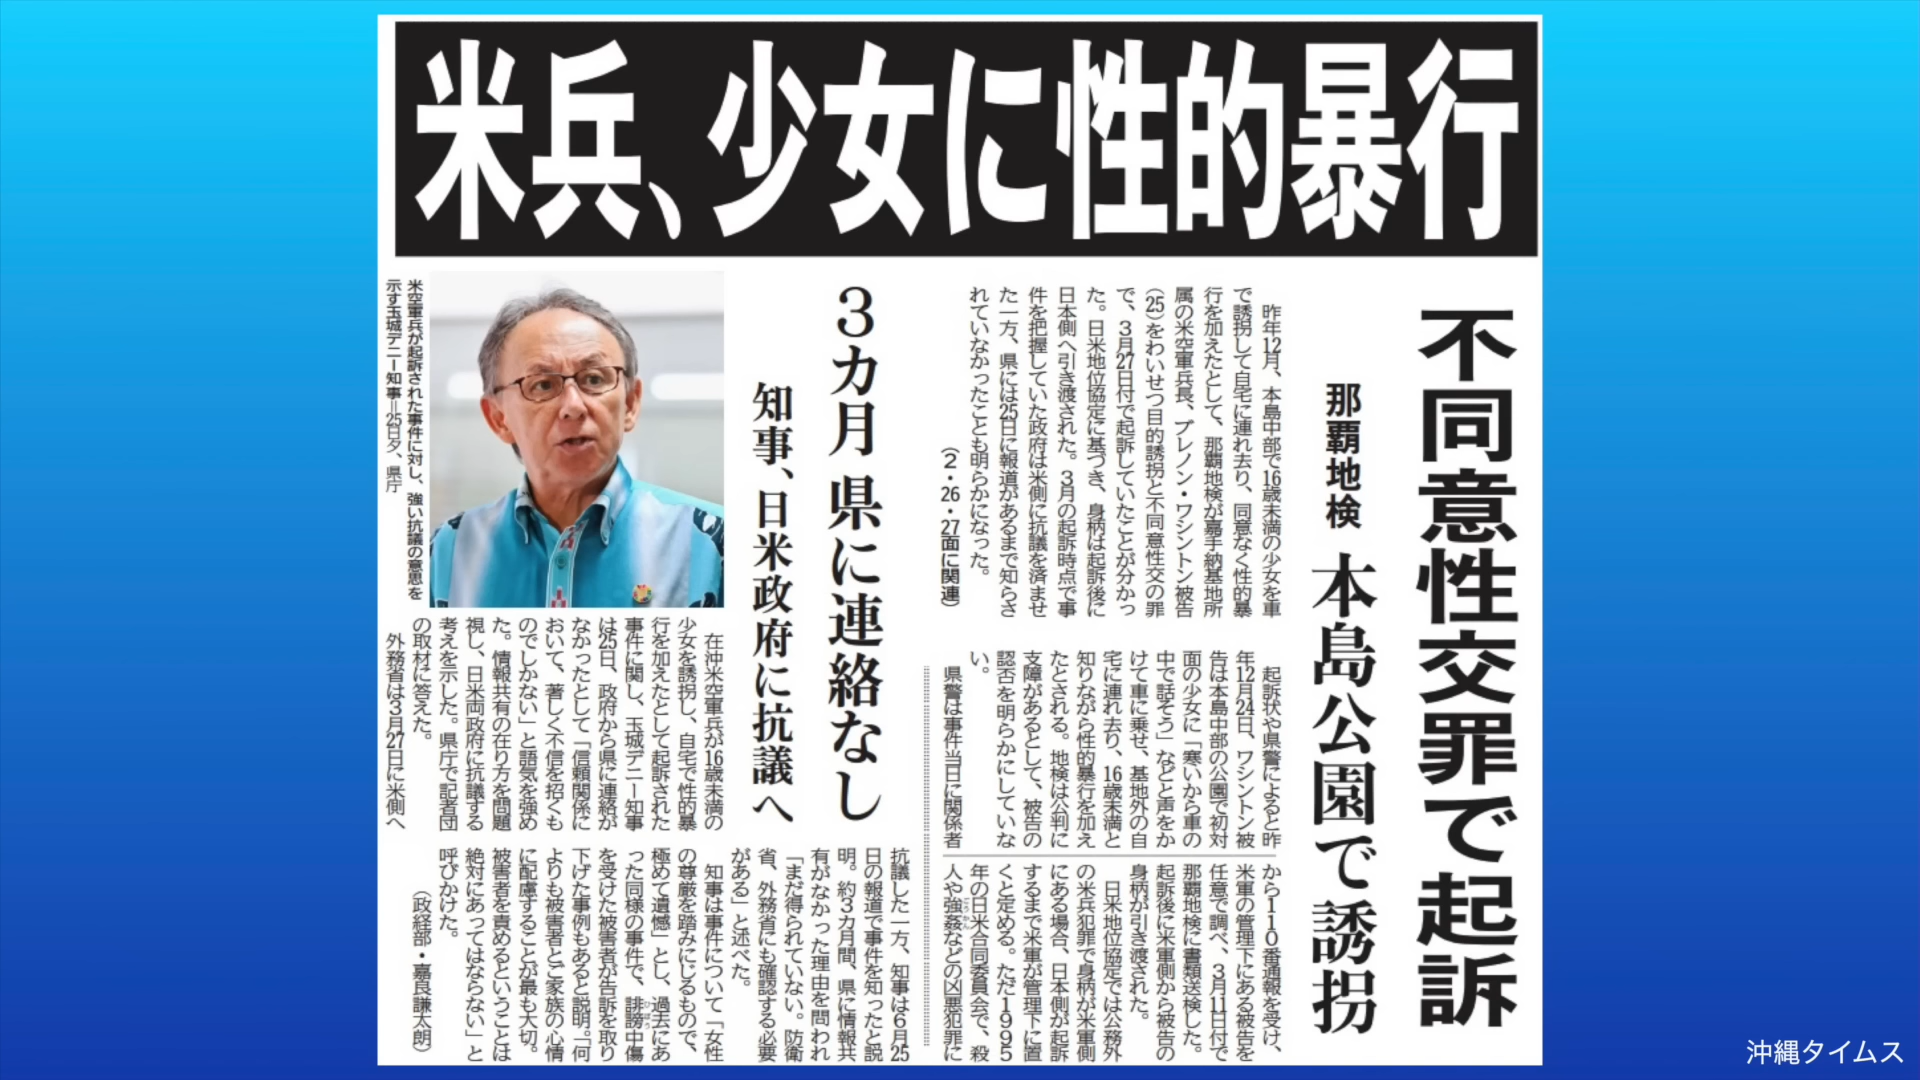 米兵、少女に性的暴行
不同意性交罪で起訴
那覇地検 本島公園で誘拐
昨年12月、本島中部で16歳未満の少女を車
で誘拐して自宅に連れ去り、同意なく性的暴
行を加えたとして、那覇地検が嘉手納基地所
属の米空軍兵長、ブレノン・ワシントン被告
（25）をわいせつ目的誘拐と不同意性交の罪
で、3月27日付で起訴していたことが分かっ
た。日米地位協定に基づき、身柄は起訴後に
日本側へ引き渡された。3月の起訴時点で事
件を把握していた政府は米側に抗議を済ませ
た一方、県には25日に報道があるまで知らさ
れていなかったことも明らかになった。
（2・26・27面に関連）
起訴状や県警によると昨
年12月24日、ワシントン被
告は本島中部の公園で初対
面の少女に「寒いから車の
中で話そう」などと声をか
けて車に乗せ、基地外の自
宅に連れ去り、16歳未満と
知りながら性的暴行を加え
たとされる。地検は公判に
支障があるとして、被告の
認否を明らかにしていな
い。
県警は事件当日に関係者
から110番通報を受け、
米軍の管理下にある被告を
任意で調べ、3月11日付で
那覇地検に書類送検した。
起訴後に米軍側から被告の
身柄が引き渡された。
日米地位協定では公務外
の米兵犯罪で身柄が米軍側
にある場合、日本側が起訴
するまで米軍が管理下に置
くと定める。ただ1995
年の日米合同委員会で、殺
人や強姦などの凶悪犯罪に
ごうかん
3カ月 県に連絡なし
知事、日米政府に抗議へ
米空軍兵が起訴された事件に対し、強い抗議の意思を
示す玉城デニー知事＝25日夕、県庁
在沖米空軍兵が16歳未満の
少女を誘拐し、自宅で性的暴
行を加えたとして起訴された
事件に関し、玉城デニー知事
は25日、政府から県に連絡が
なかったとして「信頼関係に
おいて、著しく不信を招くも
のでしかない」と語気を強め
た。情報共有の在り方を問題
視し、日米両政府に抗議する
考えを示した。県庁で記者団
の取材に答えた。
外務省は3月27日に米側へ
抗議した一方、知事は6月25
日の報道で事件を知ったと説
明。約3カ月間、県に情報共
有がなかった理由を問われ
「まだ得られていない。防衛
省、外務省にも確認する必要
がある」と述べた。
知事は事件について「女性
の尊厳を踏みにじるもので、
極めて遺憾」とし、過去にあ
った同様の事件で、誹謗中傷
ひぼう
を受けた被害者が告訴を取り
下げた事例もあると説明。「何
よりも被害者とご家族の心情
に配慮することが最も大切。
被害者を責めるということは
絶対にあってはならない」と
呼びかけた。
（政経部・嘉良謙太朗）
沖縄タイムス